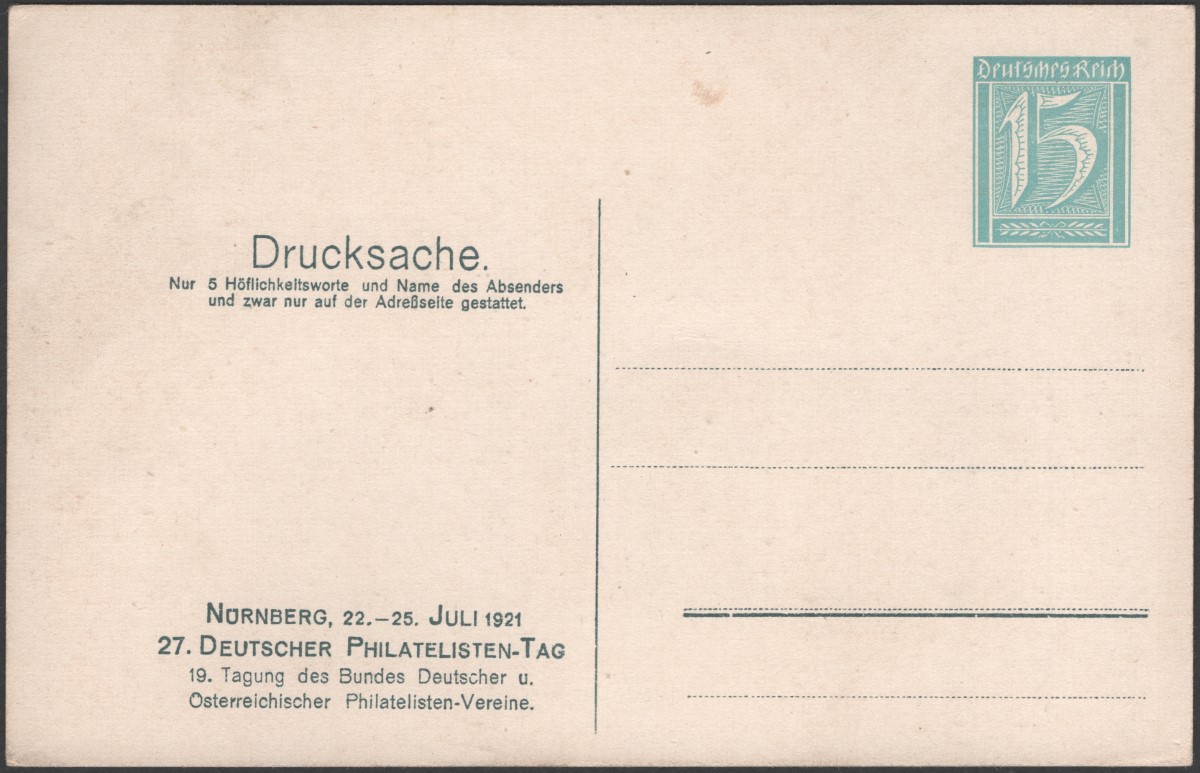 Deutsches Reich
15
Drucksache.
Nur 5 Höflichkeitsworte und Name des Absenders
und zwar nur auf der Adreßseite gestattet.
NÜRNBERG, 22.–25. JULI 1921
27. DEUTSCHER PHILATELISTEN-TAG
19. Tagung des Bundes Deutscher u.
Österreichischer Philatelisten-Vereine.